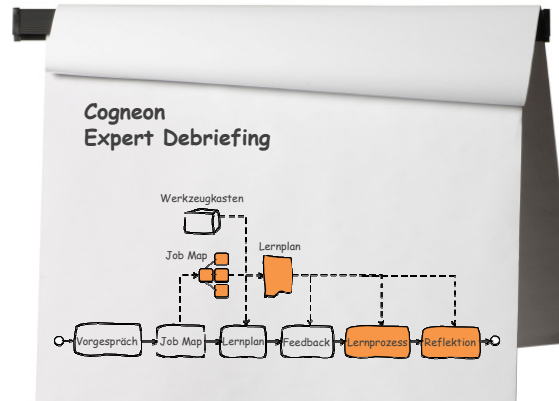 Cogneon
Expert Debriefing
Werkzeugkasten
Job Map
Lernplan
Vorgespräch
Job Map
Lernplan
Feedback
Lernprozess
Reflektion